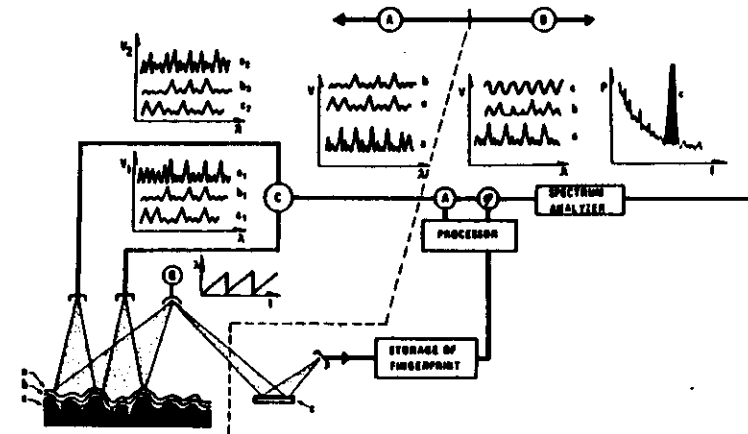 A
B
V₂
a₂
b₂
c₂
λ
V₁
a₁
b₁
c₁
λ
V
b
c
a
V
c
b
a
λ
P
c
f
C
A
φ
SPECTRUM
ANALYZER
PROCESSOR
G
STORAGE OF
FINGERPRINT
a
b
c